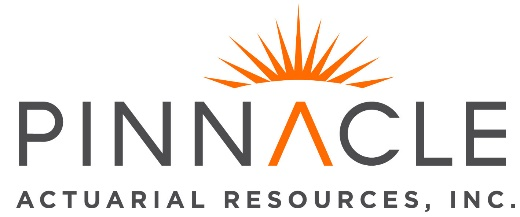 PINNACLE
ACTUARIAL RESOURCES, INC.